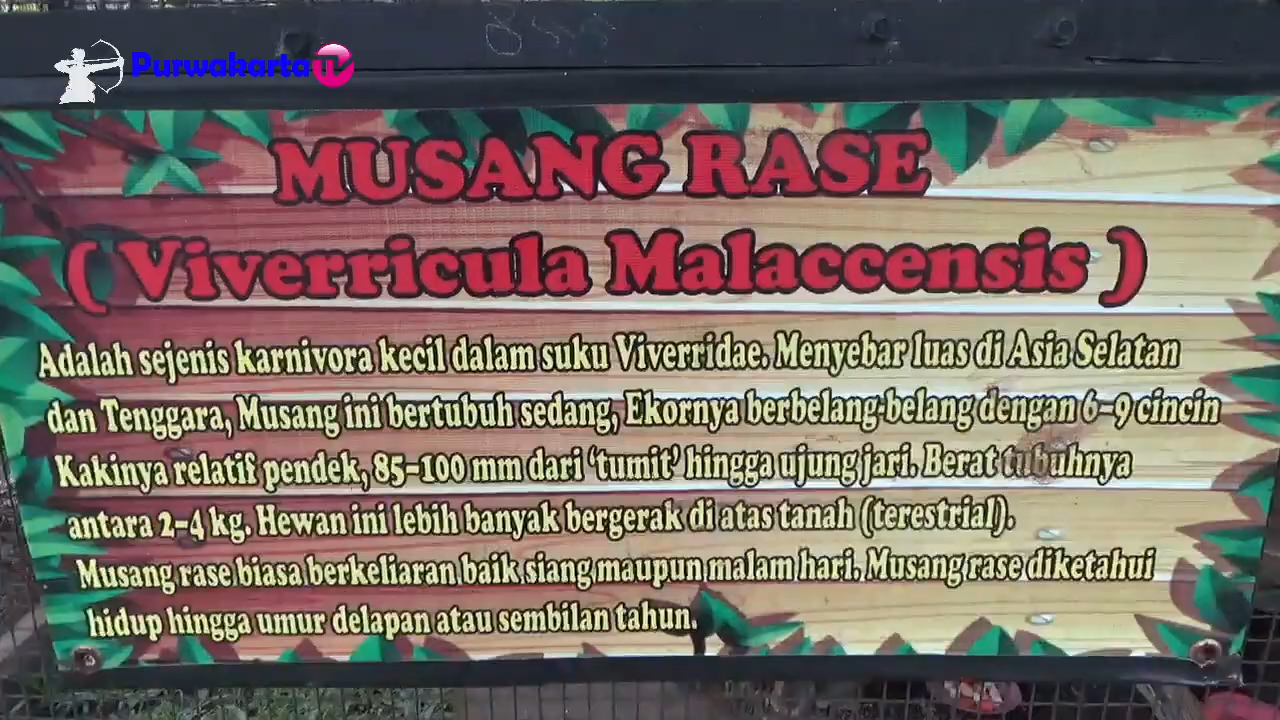 Purwakarta TV
MUSANG RASE
( Viverricula Malaccensis )
Adalah sejenis karnivora kecil dalam suku Viverridae. Menyebar luas di Asia Selatan
dan Tenggara, Musang ini bertubuh sedang, Ekornya berbelang-belang dengan 6-9 cincin
Kakinya relatif pendek, 85-100 mm dari 'tumit' hingga ujung jari. Berat tubuhnya
antara 2-4 kg. Hewan ini lebih banyak bergerak di atas tanah (terestrial).
Musang rase biasa berkeliaran baik siang maupun malam hari. Musang rase diketahui
hidup hingga umur delapan atau sembilan tahun.